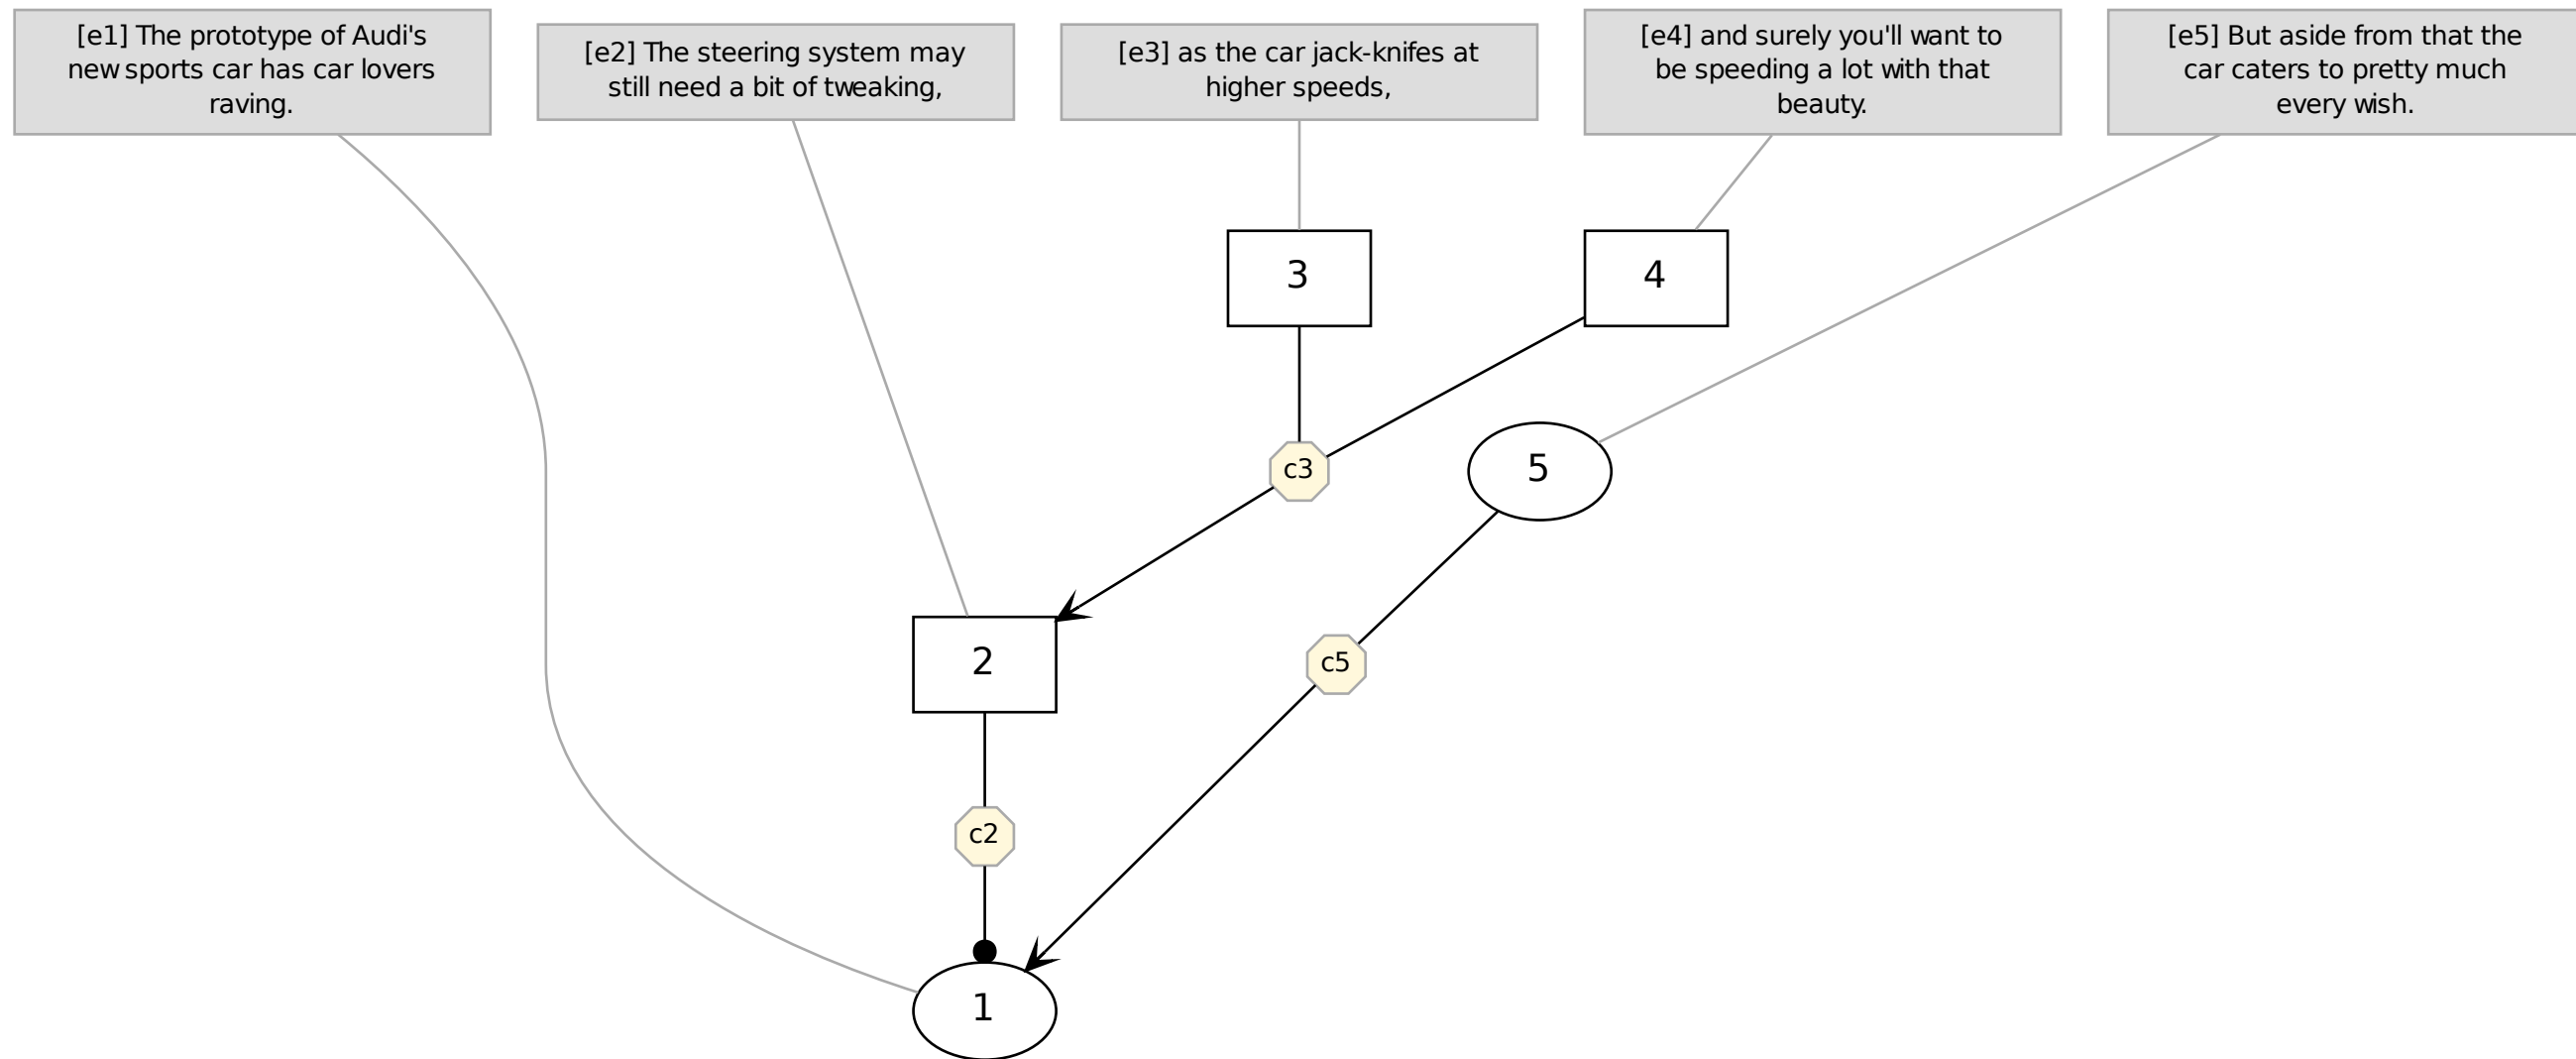 [e1] The prototype of Audi's
new sports car has car lovers
raving.
[e2] The steering system may
still need a bit of tweaking,
[e3] as the car jack-knifes at
higher speeds,
[e4] and surely you'll want to
be speeding a lot with that
beauty.
[e5] But aside from that the
car caters to pretty much
every wish.
3
4
c3
5
2
c5
c2
1